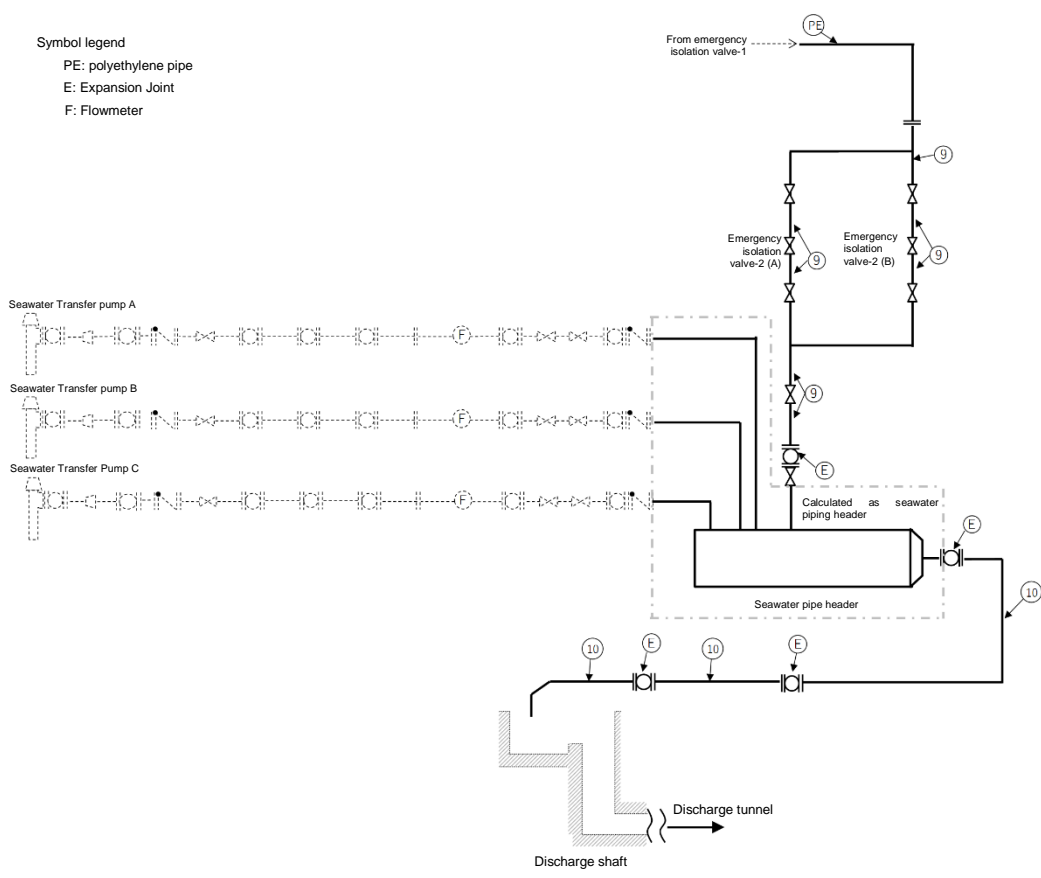 Symbol legend
PE: polyethylene pipe
E: Expansion Joint
F: Flowmeter
From emergency
isolation valve-1
PE
9
Emergency
isolation
valve-2 (A)
9
Emergency
isolation
valve-2 (B)
9
Seawater Transfer pump A
F
Seawater Transfer pump B
F
9
E
Seawater Transfer Pump C
F
Calculated as seawater
piping header
E
Seawater pipe header
10
10
E
10
E
Discharge tunnel
Discharge shaft